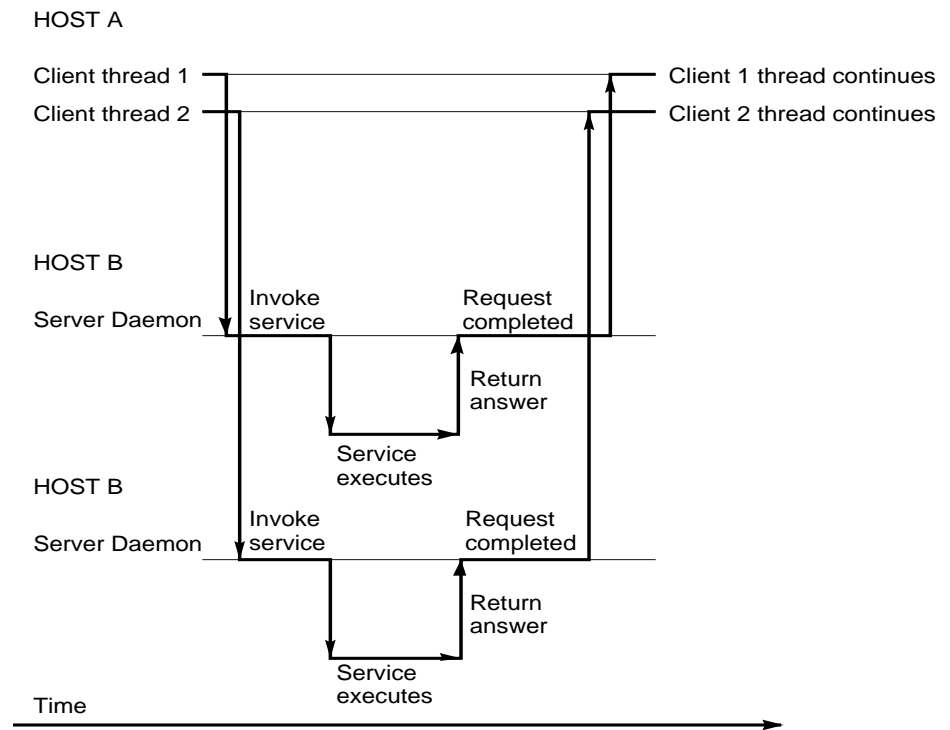 HOST A
Client thread 1
Client 1 thread continues
Client thread 2
Client 2 thread continues
HOST B
Invoke
service
Request
completed
Server Daemon
Return
answer
Service
executes
HOST B
Invoke
service
Request
completed
Server Daemon
Return
answer
Service
executes
Time